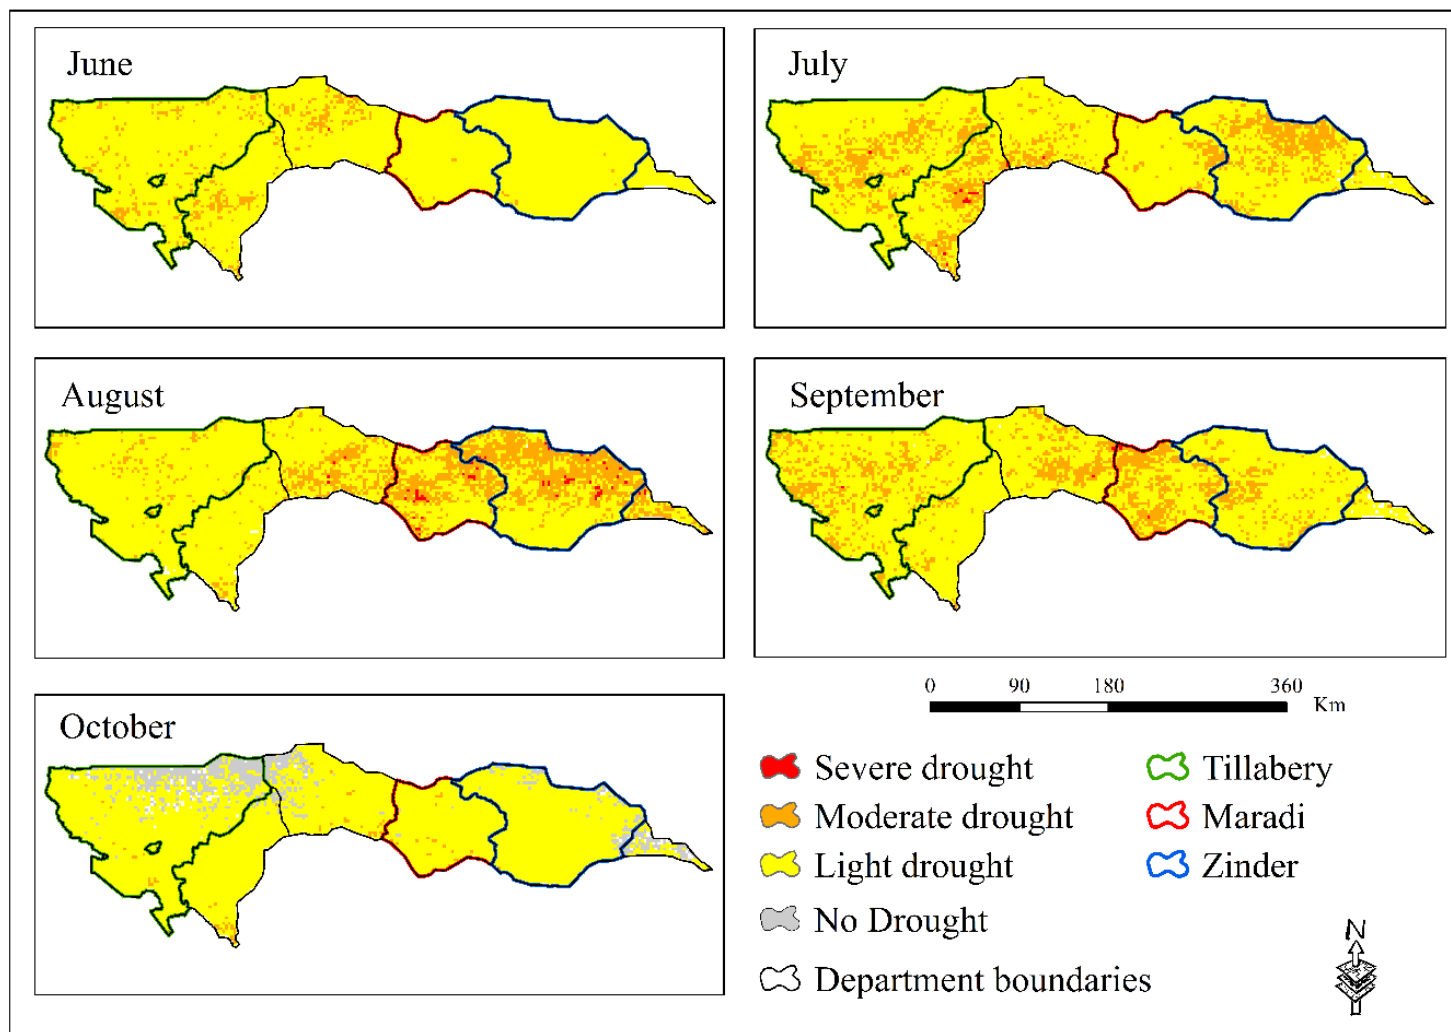 June
July
August
September
October
0 90 180 360
Km
Severe drought
Moderate drought
Light drought
No Drought
Department boundaries
Tillabery
Maradi
Zinder
N